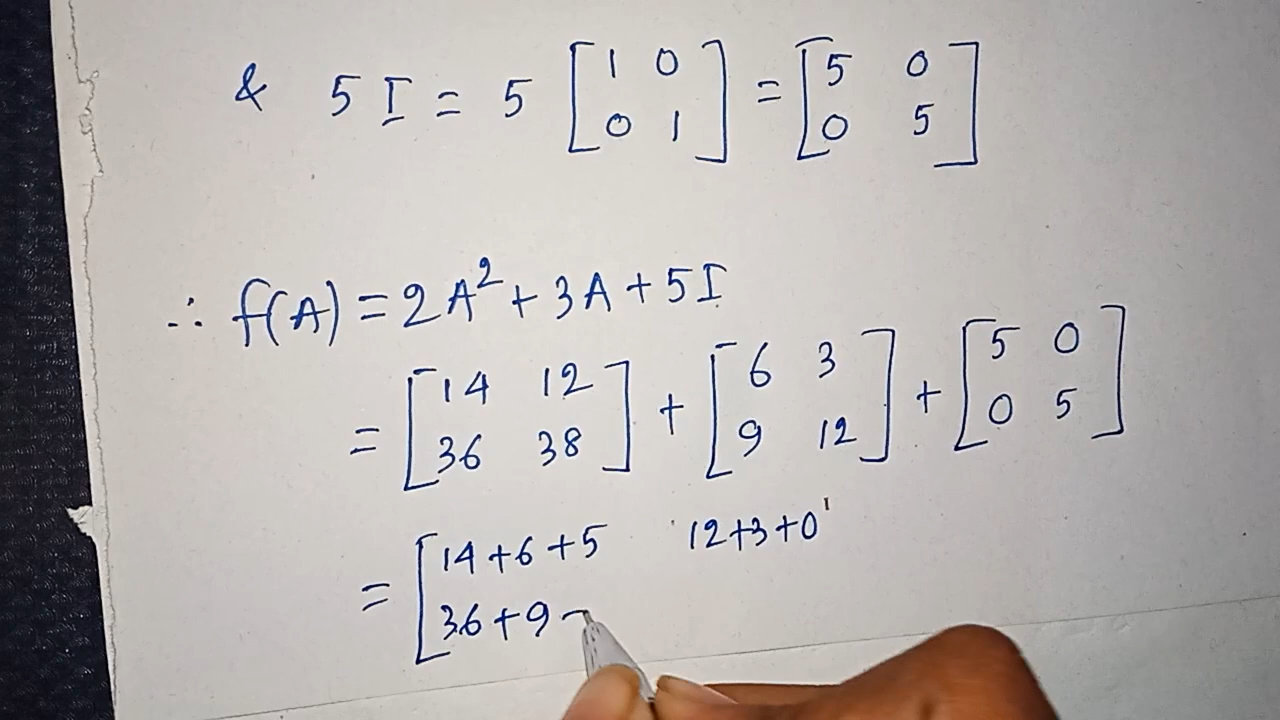 & 5 I = 5 [1 0
0 1] = [5 0
0 5]
∴ f(A) = 2A² + 3A + 5I
= [14 12
36 38] + [6 3
9 12] + [5 0
0 5]
= [14+6+5 12+3+0
36+9